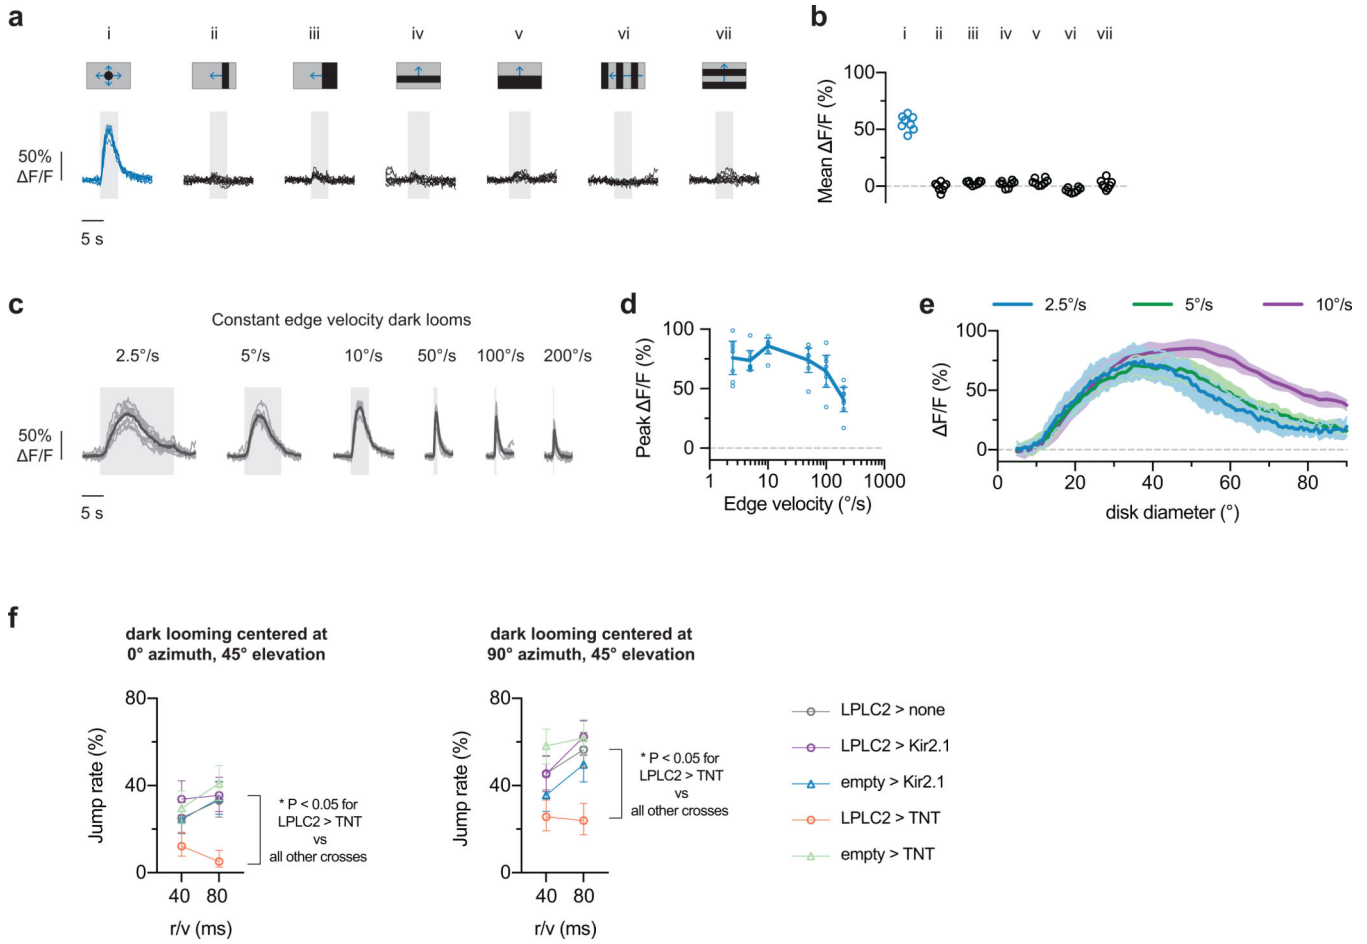 a
i ii iii iv v vi vii
50%
ΔF/F
5 s
b
i ii iii iv v vi vii
Mean ΔF/F (%)
100
50
0
c
Constant edge velocity dark looms
2.5°/s 5°/s 10°/s 50°/s 100°/s 200°/s
50%
ΔF/F
5 s
d
Peak ΔF/F (%)
100
50
0
1 10 100 1000
Edge velocity (°/s)
e
2.5°/s 5°/s 10°/s
ΔF/F (%)
100
50
0
0 20 40 60 80
disk diameter (°)
f
dark looming centered at
0° azimuth, 45° elevation
Jump rate (%)
80
40
0
40 80
r/v (ms)
* P < 0.05 for
LPLC2 > TNT
vs
all other crosses
dark looming centered at
90° azimuth, 45° elevation
Jump rate (%)
80
40
0
40 80
r/v (ms)
* P < 0.05 for
LPLC2 > TNT
vs
all other crosses
LPLC2 > none
LPLC2 > Kir2.1
empty > Kir2.1
LPLC2 > TNT
empty > TNT